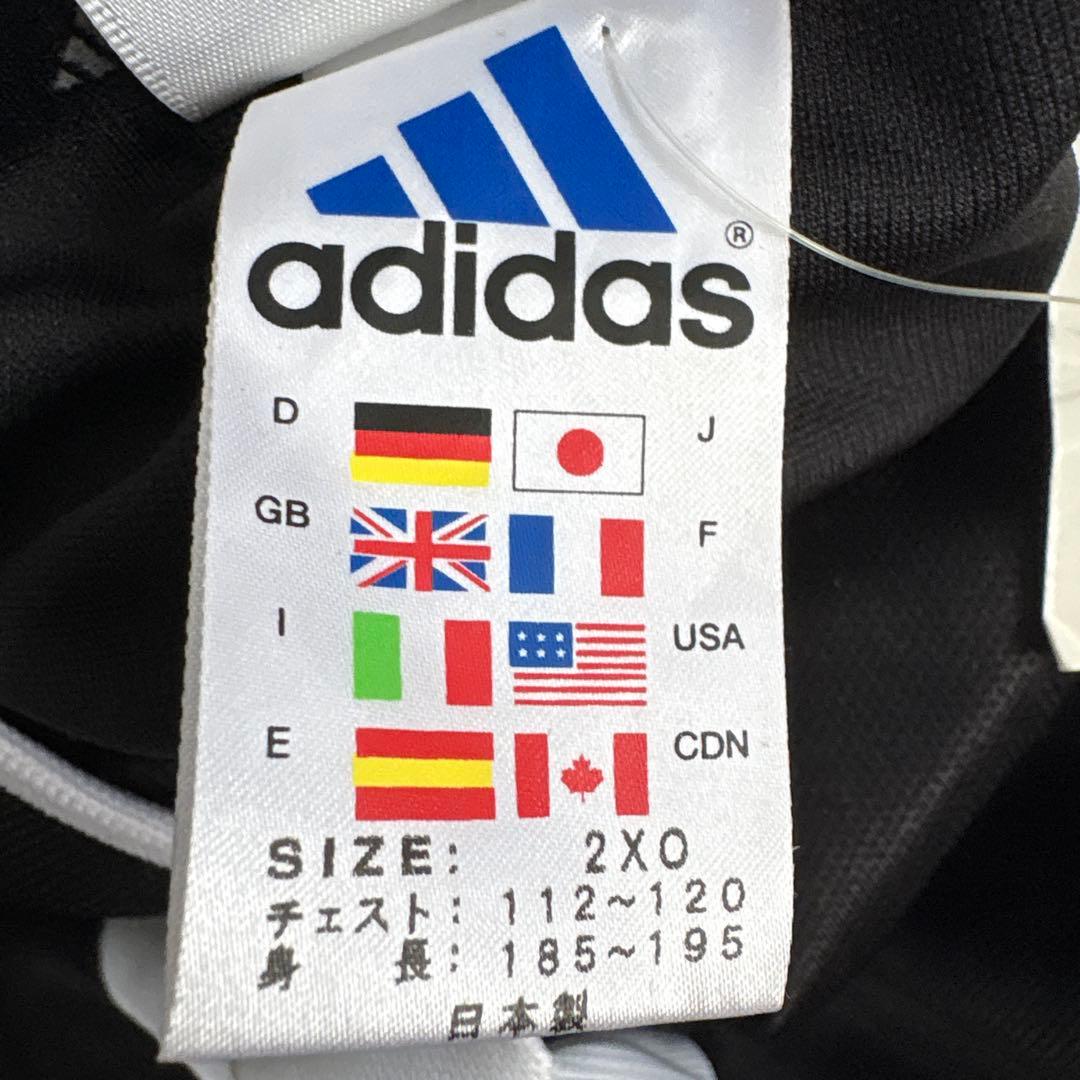 adidas®
D J
GB F
I USA
E CDN
SIZE: 2XO
チェスト: 112~120
身 長: 185~195
日本製